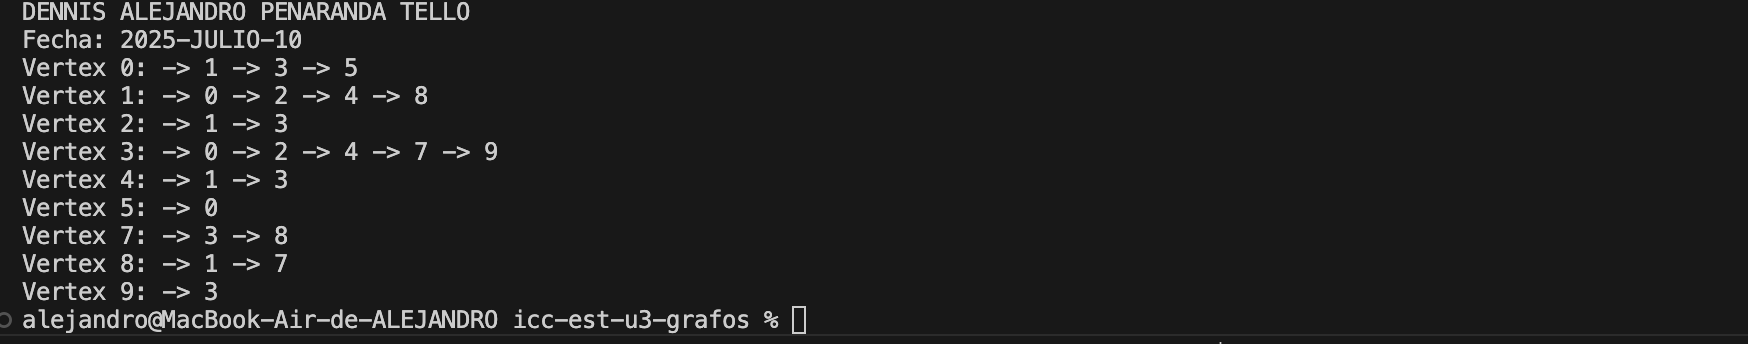 DENNIS ALEJANDRO PEÑARANDA TELLO
Fecha: 2025-JULIO-10
Vertex 0: -> 1 -> 3 -> 5
Vertex 1: -> 0 -> 2 -> 4 -> 8
Vertex 2: -> 1 -> 3
Vertex 3: -> 0 -> 2 -> 4 -> 7 -> 9
Vertex 4: -> 1 -> 3
Vertex 5: -> 0
Vertex 7: -> 3 -> 8
Vertex 8: -> 1 -> 7
Vertex 9: -> 3
alejandro@MacBook-Air-de-ALEJANDRO icc-est-u3-grafos %